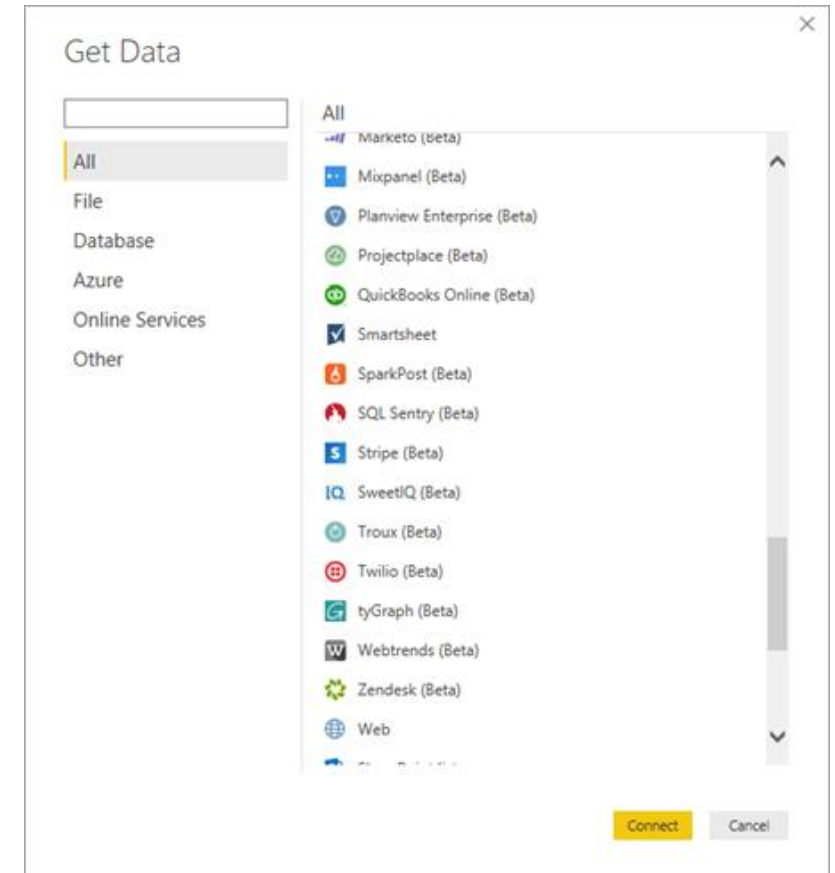 Get Data
All
File
Database
Azure
Online Services
Other
All
Marketo (Beta)
Mixpanel (Beta)
Planview Enterprise (Beta)
Projectplace (Beta)
QuickBooks Online (Beta)
Smartsheet
SparkPost (Beta)
SQL Sentry (Beta)
S Stripe (Beta)
IQ SweetIQ (Beta)
Troux (Beta)
Twilio (Beta)
G tyGraph (Beta)
W Webtrends (Beta)
Zendesk (Beta)
Web
Connect Cancel